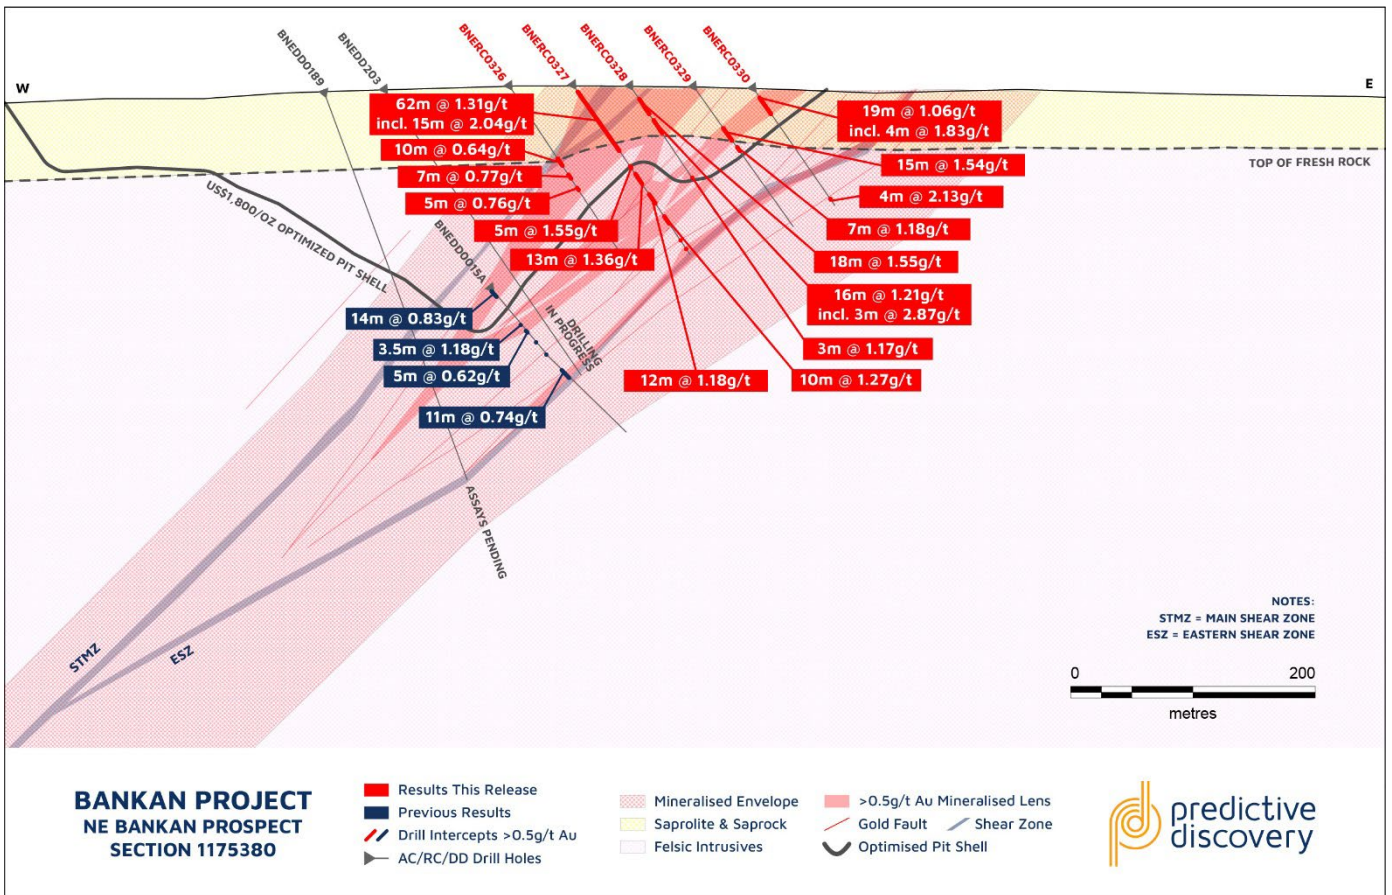 W
E
BNEDD0189
BNEDD203
BNERC0326
BNERC0327
BNERC0328
BNERC0329
BNERC0330
62m @ 1.31g/t
incl. 15m @ 2.04g/t
10m @ 0.64g/t
7m @ 0.77g/t
5m @ 0.76g/t
5m @ 1.55g/t
13m @ 1.36g/t
19m @ 1.06g/t
incl. 4m @ 1.83g/t
15m @ 1.54g/t
4m @ 2.13g/t
7m @ 1.18g/t
18m @ 1.55g/t
16m @ 1.21g/t
incl. 3m @ 2.87g/t
3m @ 1.17g/t
10m @ 1.27g/t
12m @ 1.18g/t
TOP OF FRESH ROCK
US$1,800/OZ OPTIMIZED PIT SHELL
BNEDD0015A
14m @ 0.83g/t
3.5m @ 1.18g/t
5m @ 0.62g/t
11m @ 0.74g/t
DRILLING
IN PROGRESS
ASSAYS PENDING
STMZ
ESZ
NOTES:
STMZ = MAIN SHEAR ZONE
ESZ = EASTERN SHEAR ZONE
0 200
metres
BANKAN PROJECT
NE BANKAN PROSPECT
SECTION 1175380
Results This Release
Previous Results
Drill Intercepts >0.5g/t Au
AC/RC/DD Drill Holes
Mineralised Envelope
Saprolite & Saprock
Felsic Intrusives
>0.5g/t Au Mineralised Lens
Gold Fault
Shear Zone
Optimised Pit Shell
predictive
discovery